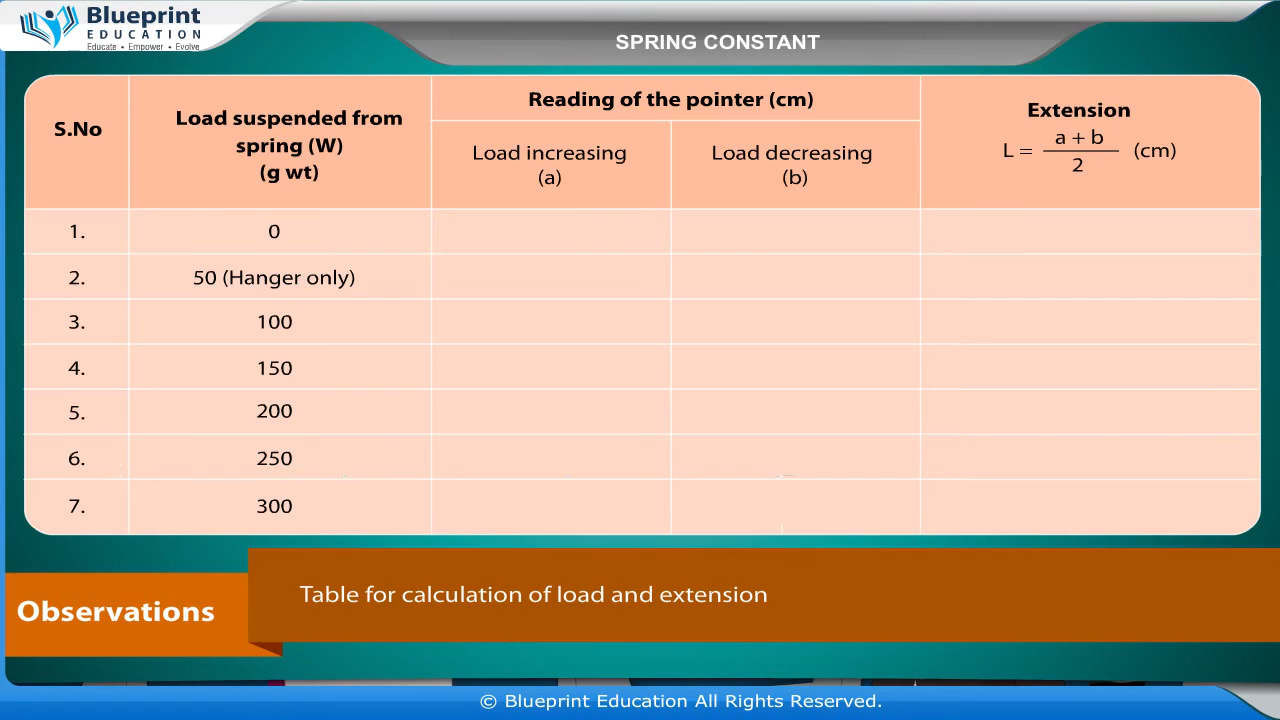 Blueprint
EDUCATION
Educate • Empower • Evolve
SPRING CONSTANT
S.No
Load suspended from
spring (W)
(g wt)
Reading of the pointer (cm)
Load increasing
(a)
Load decreasing
(b)
Extension
L = a + b / 2 (cm)
1. 0
2. 50 (Hanger only)
3. 100
4. 150
5. 200
6. 250
7. 300
Observations
Table for calculation of load and extension
© Blueprint Education All Rights Reserved.